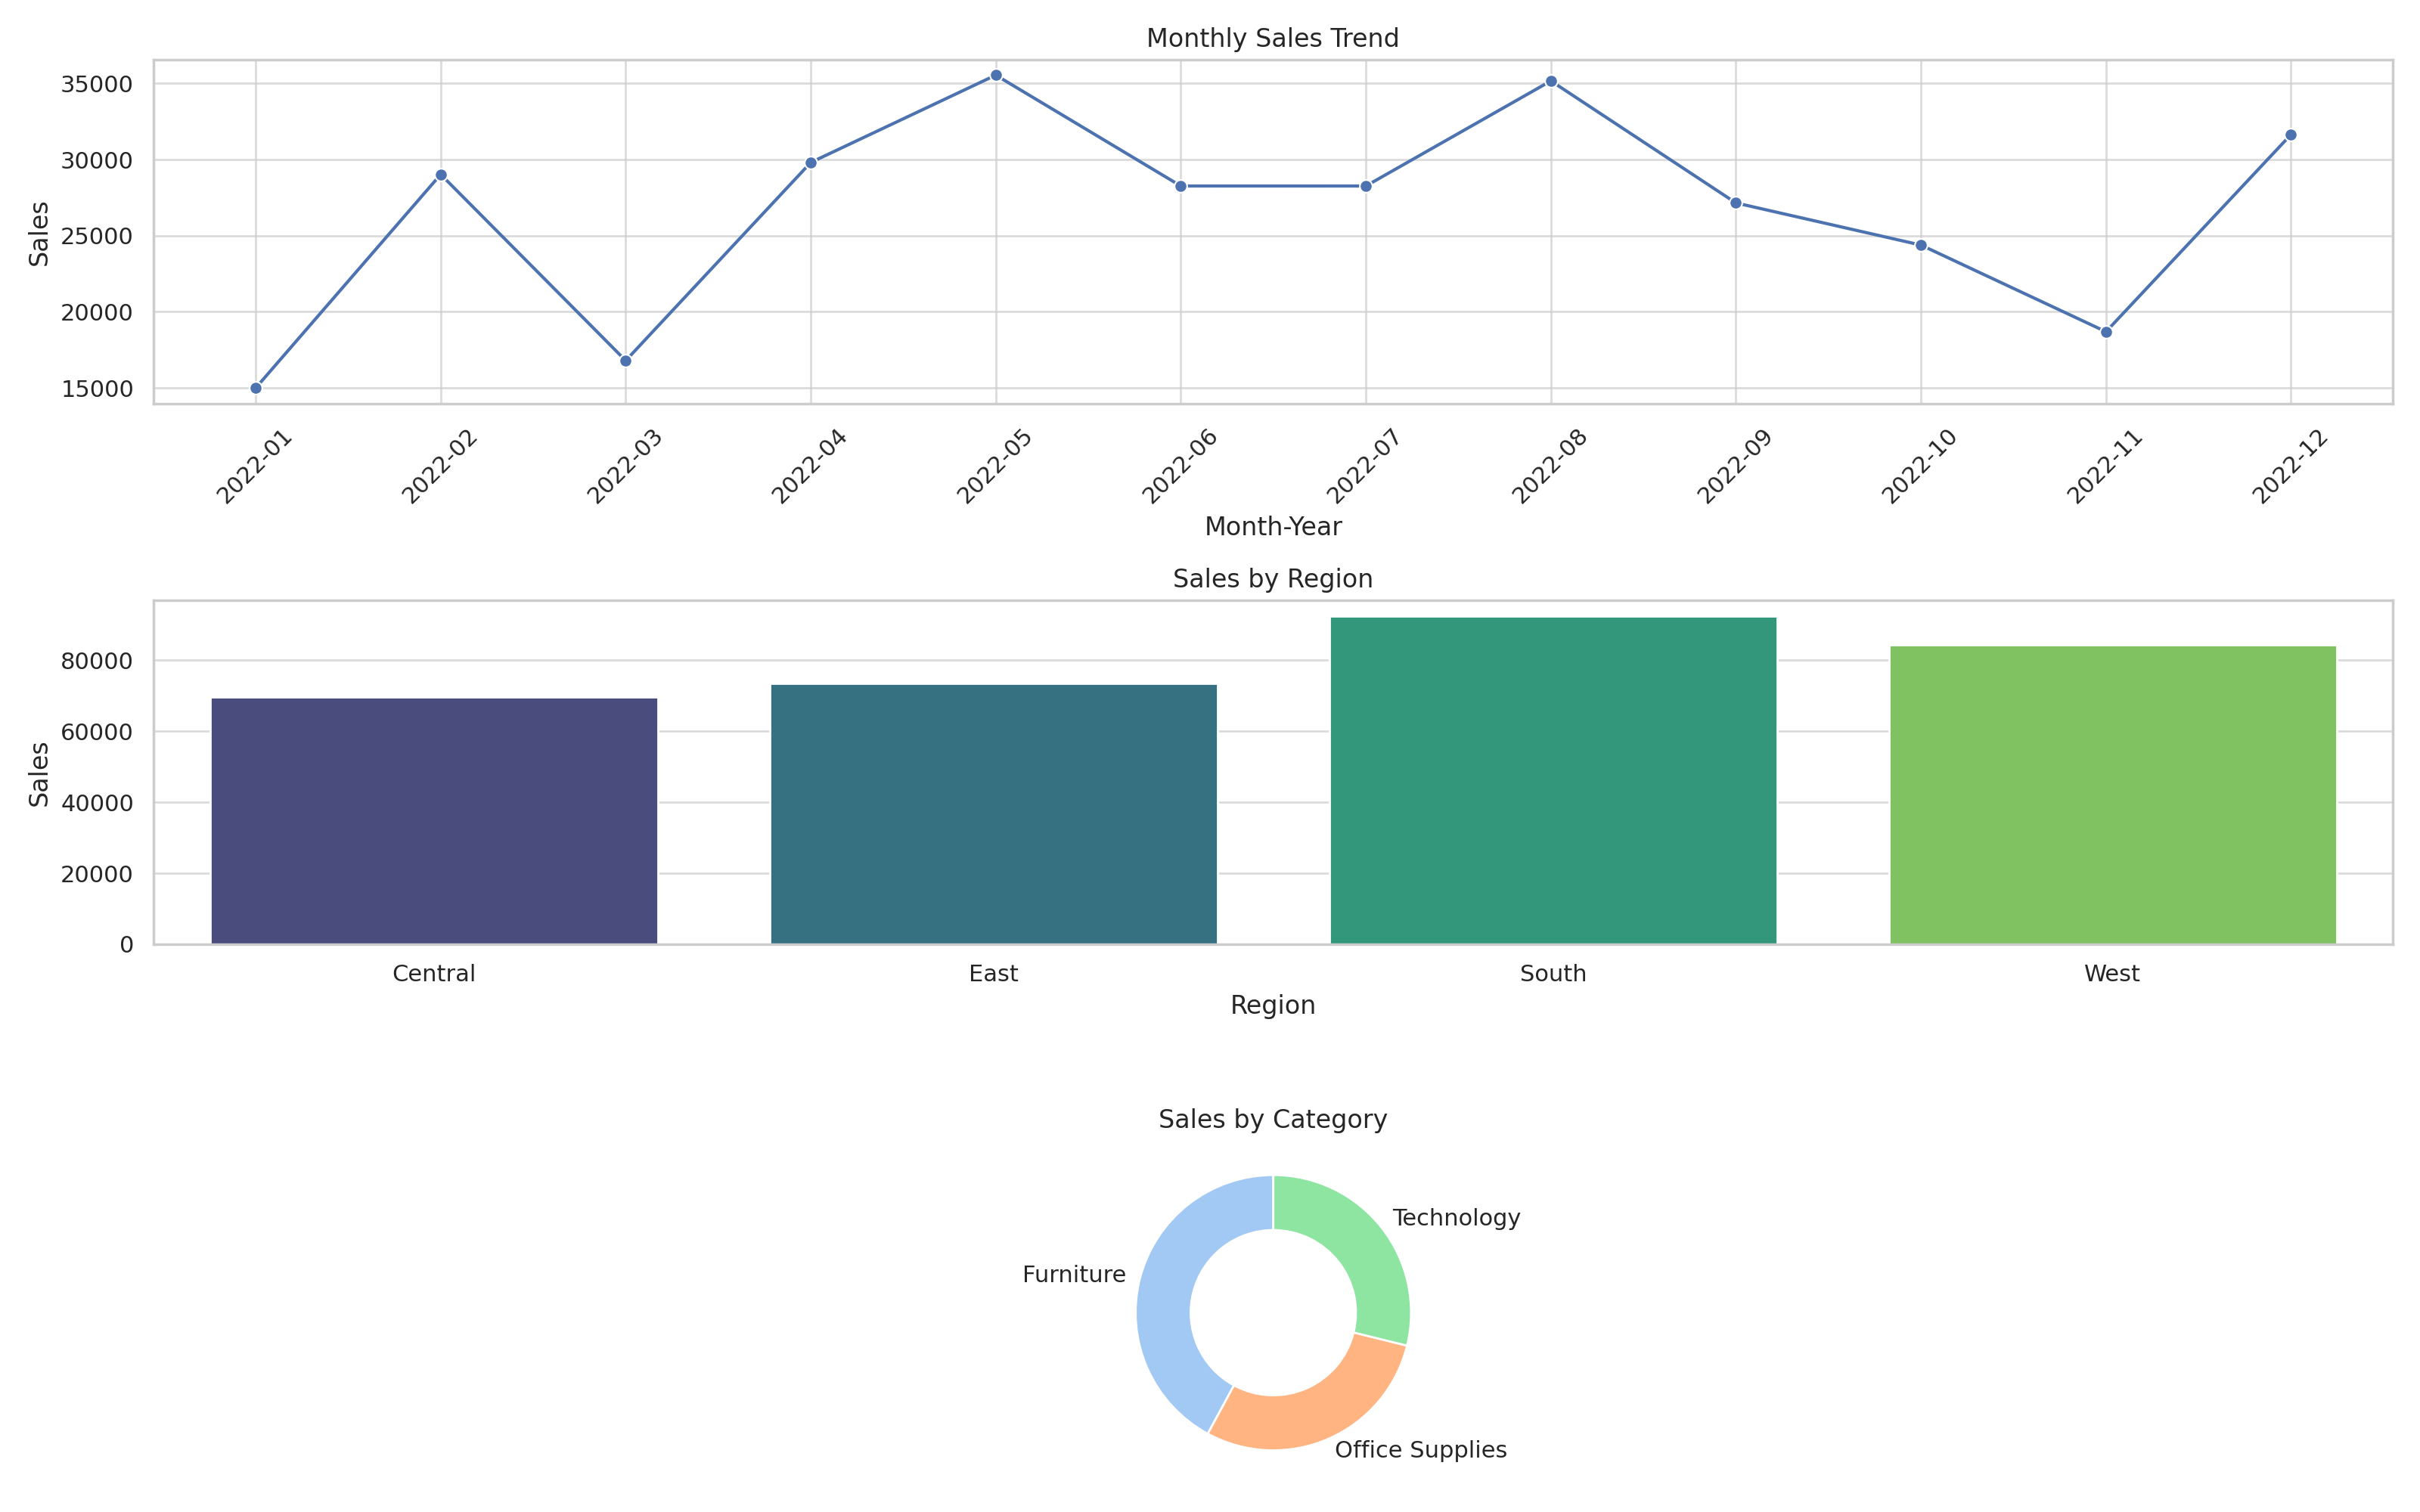 Monthly Sales Trend
35000
30000
25000
20000
15000
Sales
2022-01 2022-02 2022-03 2022-04 2022-05 2022-06 2022-07 2022-08 2022-09 2022-10 2022-11 2022-12
Month-Year
Sales by Region
80000
60000
40000
20000
0
Sales
Central East South West
Region
Sales by Category
Technology
Furniture
Office Supplies